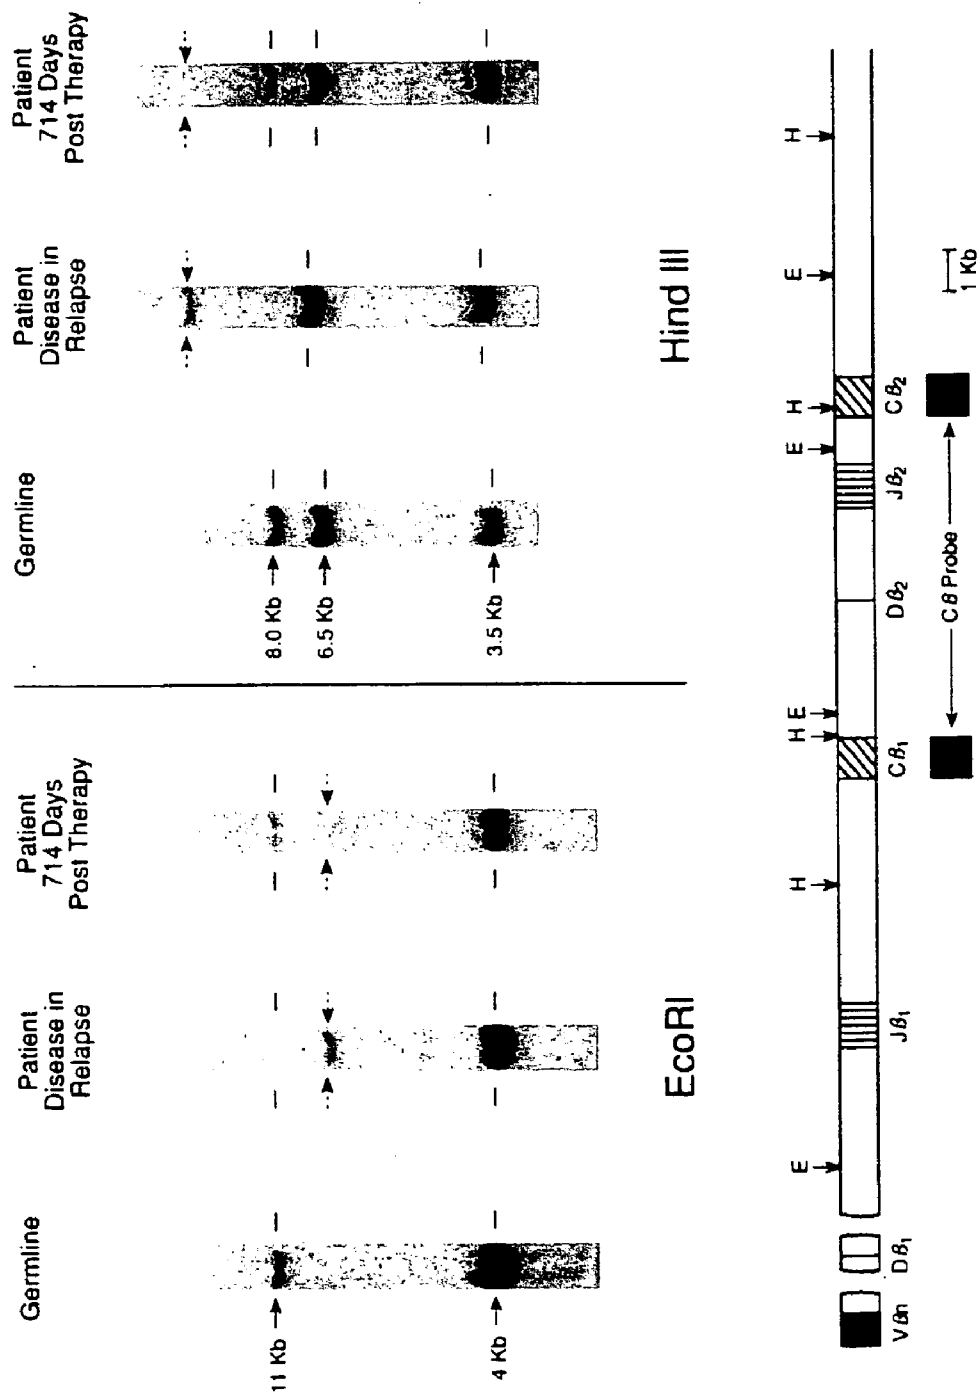 Germline
Patient
Disease in
Relapse
Patient
714 Days
Post Therapy
Germline
Patient
Disease in
Relapse
Patient
714 Days
Post Therapy
11 Kb
4 Kb
8.0 Kb
6.5 Kb
3.5 Kb
EcoRI
Hind III
E
H
H E
E
H
E
H
Vβn
Dβ1
Jβ1
Cβ1
Dβ2
Jβ2
Cβ2
Cβ Probe
1 Kb